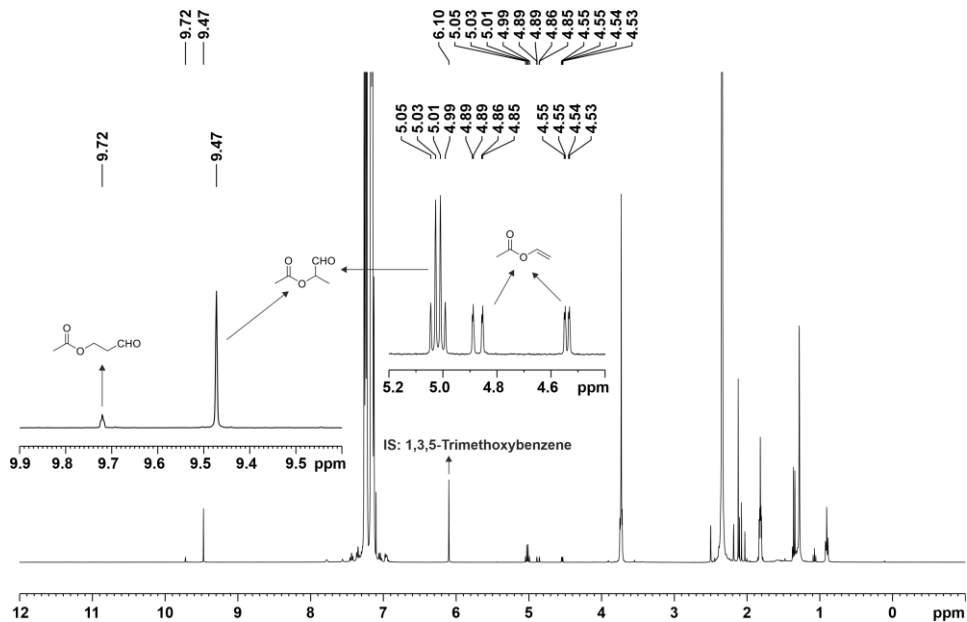 9.72
9.47
6.10
5.05
5.03
5.01
4.99
4.89
4.89
4.86
4.85
4.55
4.55
4.54
4.53
9.72
9.47
5.05
5.03
5.01
4.99
4.89
4.89
4.86
4.85
4.55
4.55
4.54
4.53
O
O
CHO
O
O
CHO
O
O
5.2 5.0 4.8 4.6 ppm
9.9 9.8 9.7 9.6 9.5 9.5 ppm
IS: 1,3,5-Trimethoxybenzene
12 11 10 9 8 7 6 5 4 3 2 1 0 ppm